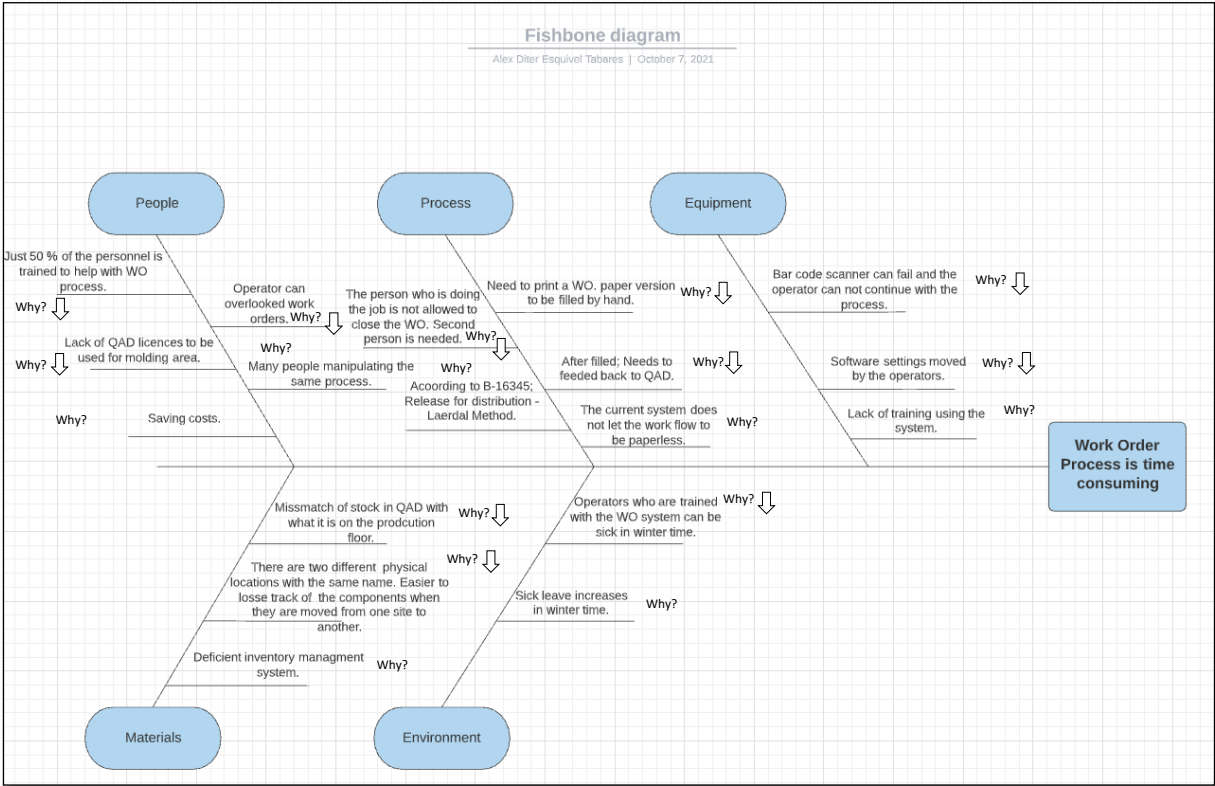 Fishbone diagram
Alex Diter Esquivel Tabares | October 7, 2021
People
Process
Equipment
Just 50 % of the personnel is
trained to help with WO
process.
Why?
Lack of QAD licences to be
used for molding area.
Why?
Saving costs.
Why?
Operator can
overlooked work
orders.
Why?
Many people manipulating the
same process.
Why?
The person who is doing
the job is not allowed to
close the WO. Second
person is needed.
Why?
Acoording to B-16345;
Release for distribution -
Laerdal Method.
Why?
Need to print a WO. paper version
to be filled by hand.
Why?
After filled; Needs to
feeded back to QAD.
Why?
The current system does
not let the work flow to
be paperless.
Why?
Bar code scanner can fail and the
operator can not continue with the
process.
Why?
Software settings moved
by the operators.
Why?
Lack of training using the
system.
Why?
Work Order
Process is time
consuming
Missmatch of stock in QAD with
what it is on the prodcution
floor.
Why?
There are two different physical
locations with the same name. Easier to
losse track of the components when
they are moved from one site to
another.
Why?
Deficient inventory managment
system.
Why?
Operators who are trained
with the WO system can be
sick in winter time.
Why?
Sick leave increases
in winter time.
Why?
Materials
Environment